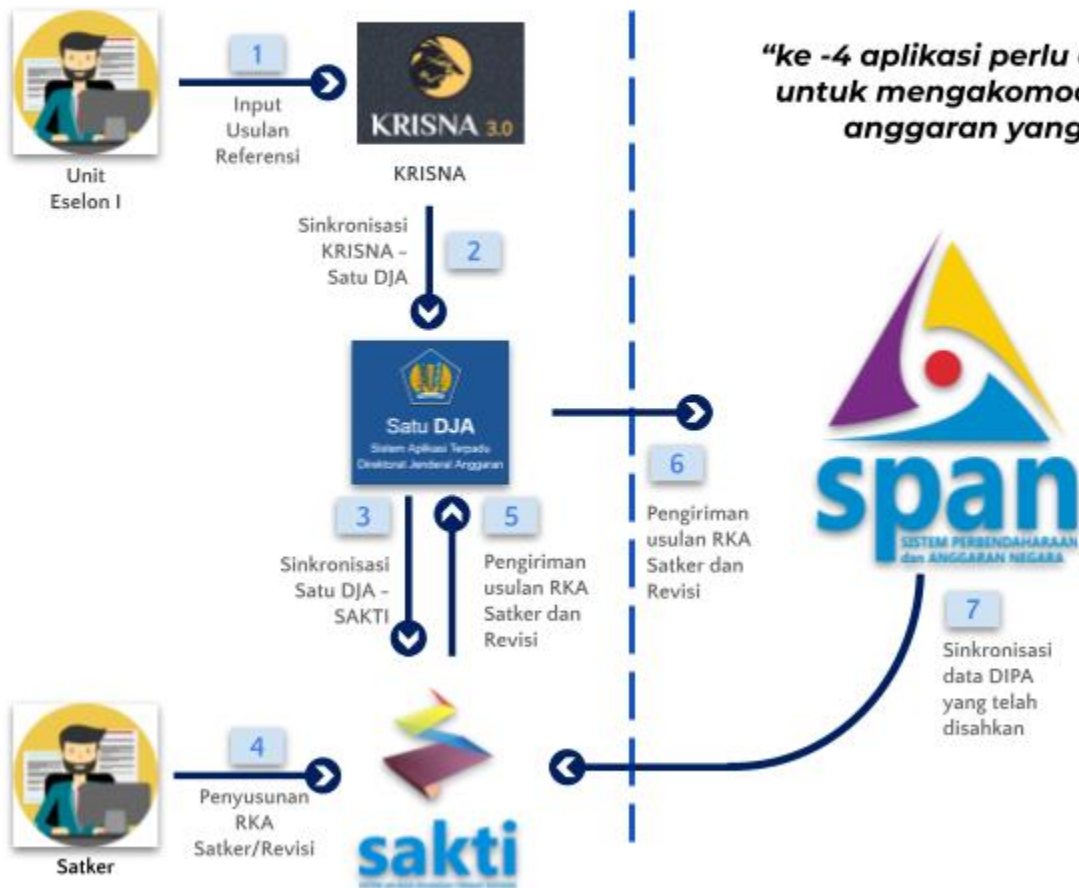 1
Input
Usulan
Referensi
Unit
Eselon I
KRISNA 3.0
KRISNA
"ke -4 aplikasi perlu
untuk
anggaran yang
Sinkronisasi
KRISNA –
Satu DJA
2
Satu DJA
Sistem Aplikasi Terpadu
Direktorat Jenderal Anggaran
3
Sinkronisasi
Satu DJA –
SAKTI
5
Pengiriman
usulan RKA
Satker dan
Revisi
6
Pengiriman
usulan RKA
Satker dan
Revisi
span
SISTEM PERBENDAHARAAN
dan ANGGARAN NEGARA
7
Sinkronisasi
data DIPA
yang telah
disahkan
4
Penyusunan
RKA
Satker/Revisi
Satker
sakti